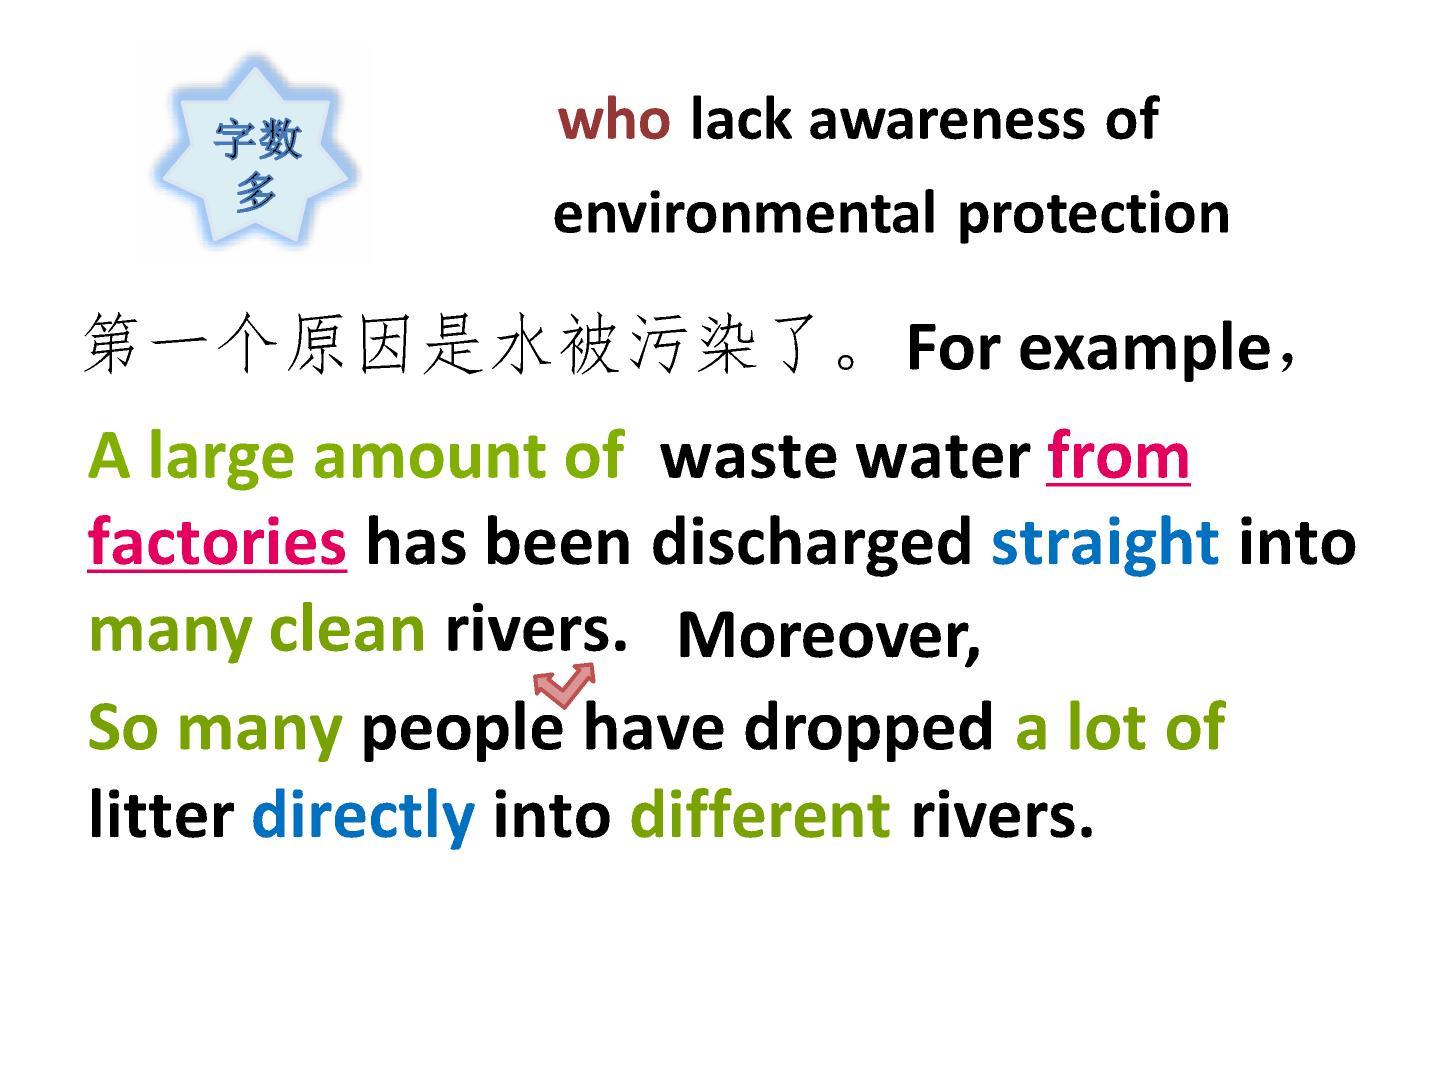 字数
多
who lack awareness of
environmental protection
第一个原因是水被污染了。 For example，
A large amount of waste water from
factories has been discharged straight into
many clean rivers. Moreover,
So many people have dropped a lot of
litter directly into different rivers.